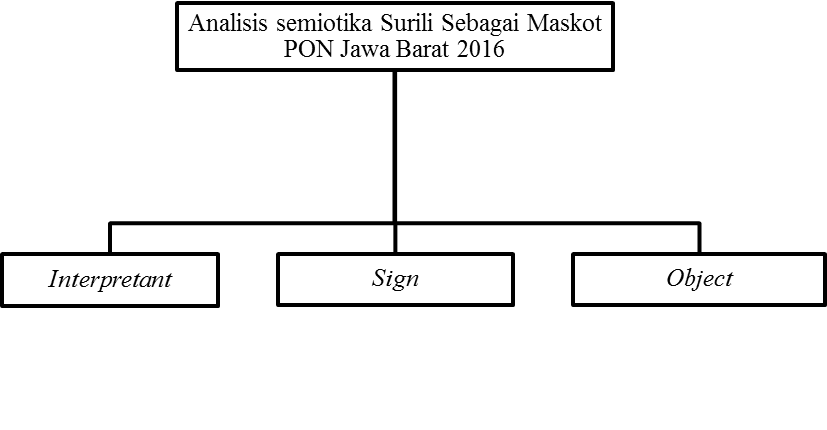 Analisis semiotika Surili Sebagai Maskot
PON Jawa Barat 2016
Interpretant
Sign
Object